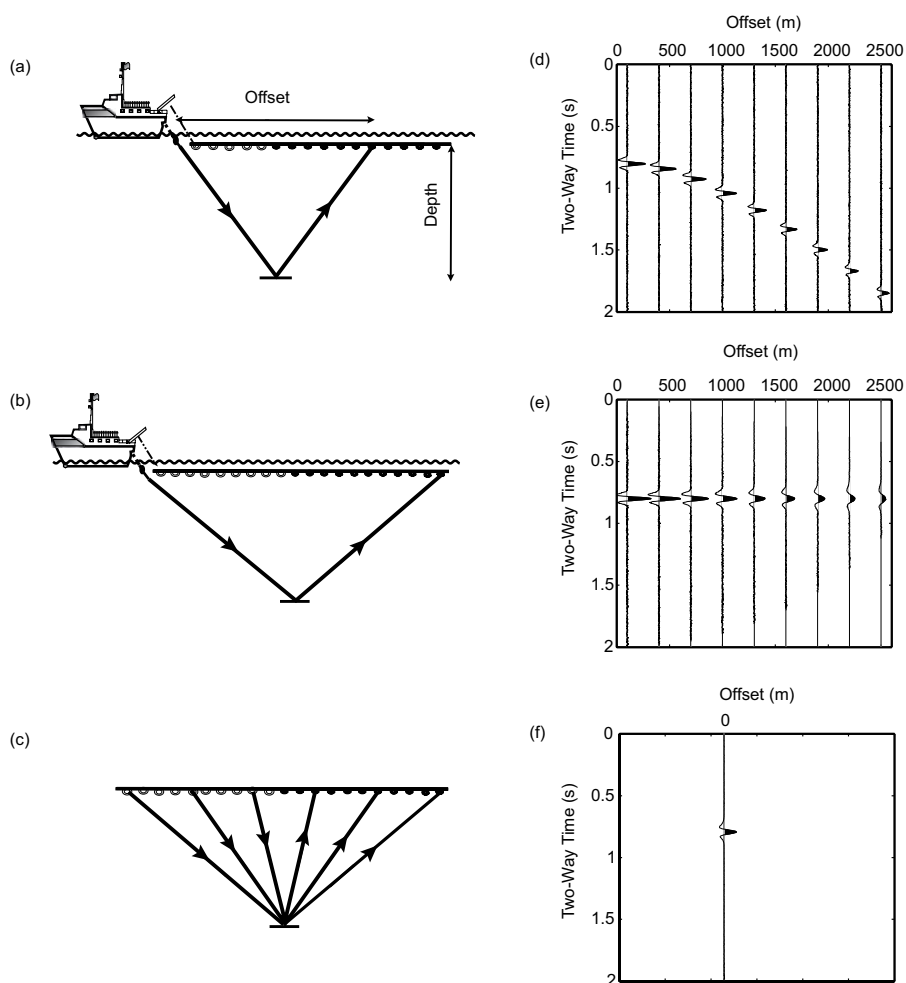 (a)
Offset
Depth
(b)
(c)
(d)
Offset (m)
0 500 1000 1500 2000 2500
Two-Way Time (s)
0
0.5
1
1.5
2
(e)
Offset (m)
0 500 1000 1500 2000 2500
Two-Way Time (s)
0
0.5
1
1.5
2
(f)
Offset (m)
0
Two-Way Time (s)
0
0.5
1
1.5
2